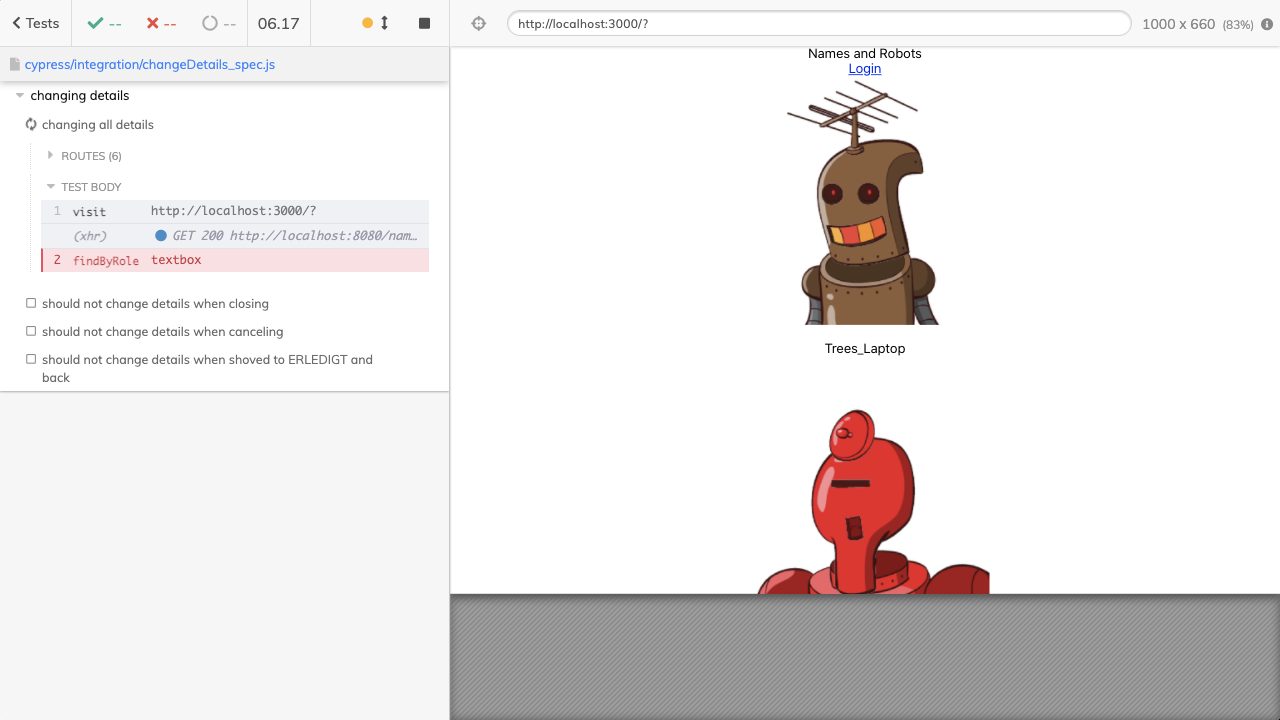 Tests
--
--
--
06.17
http://localhost:3000/?
1000 x 660 (83%)
cypress/integration/changeDetails_spec.js
changing details
changing all details
ROUTES (6)
TEST BODY
1 visit http://localhost:3000/?
(xhr) GET 200 http://localhost:8080/nam…
2 findByRole textbox
should not change details when closing
should not change details when canceling
should not change details when shoved to ERLEDIGT and
back
Names and Robots
Login
Trees_Laptop